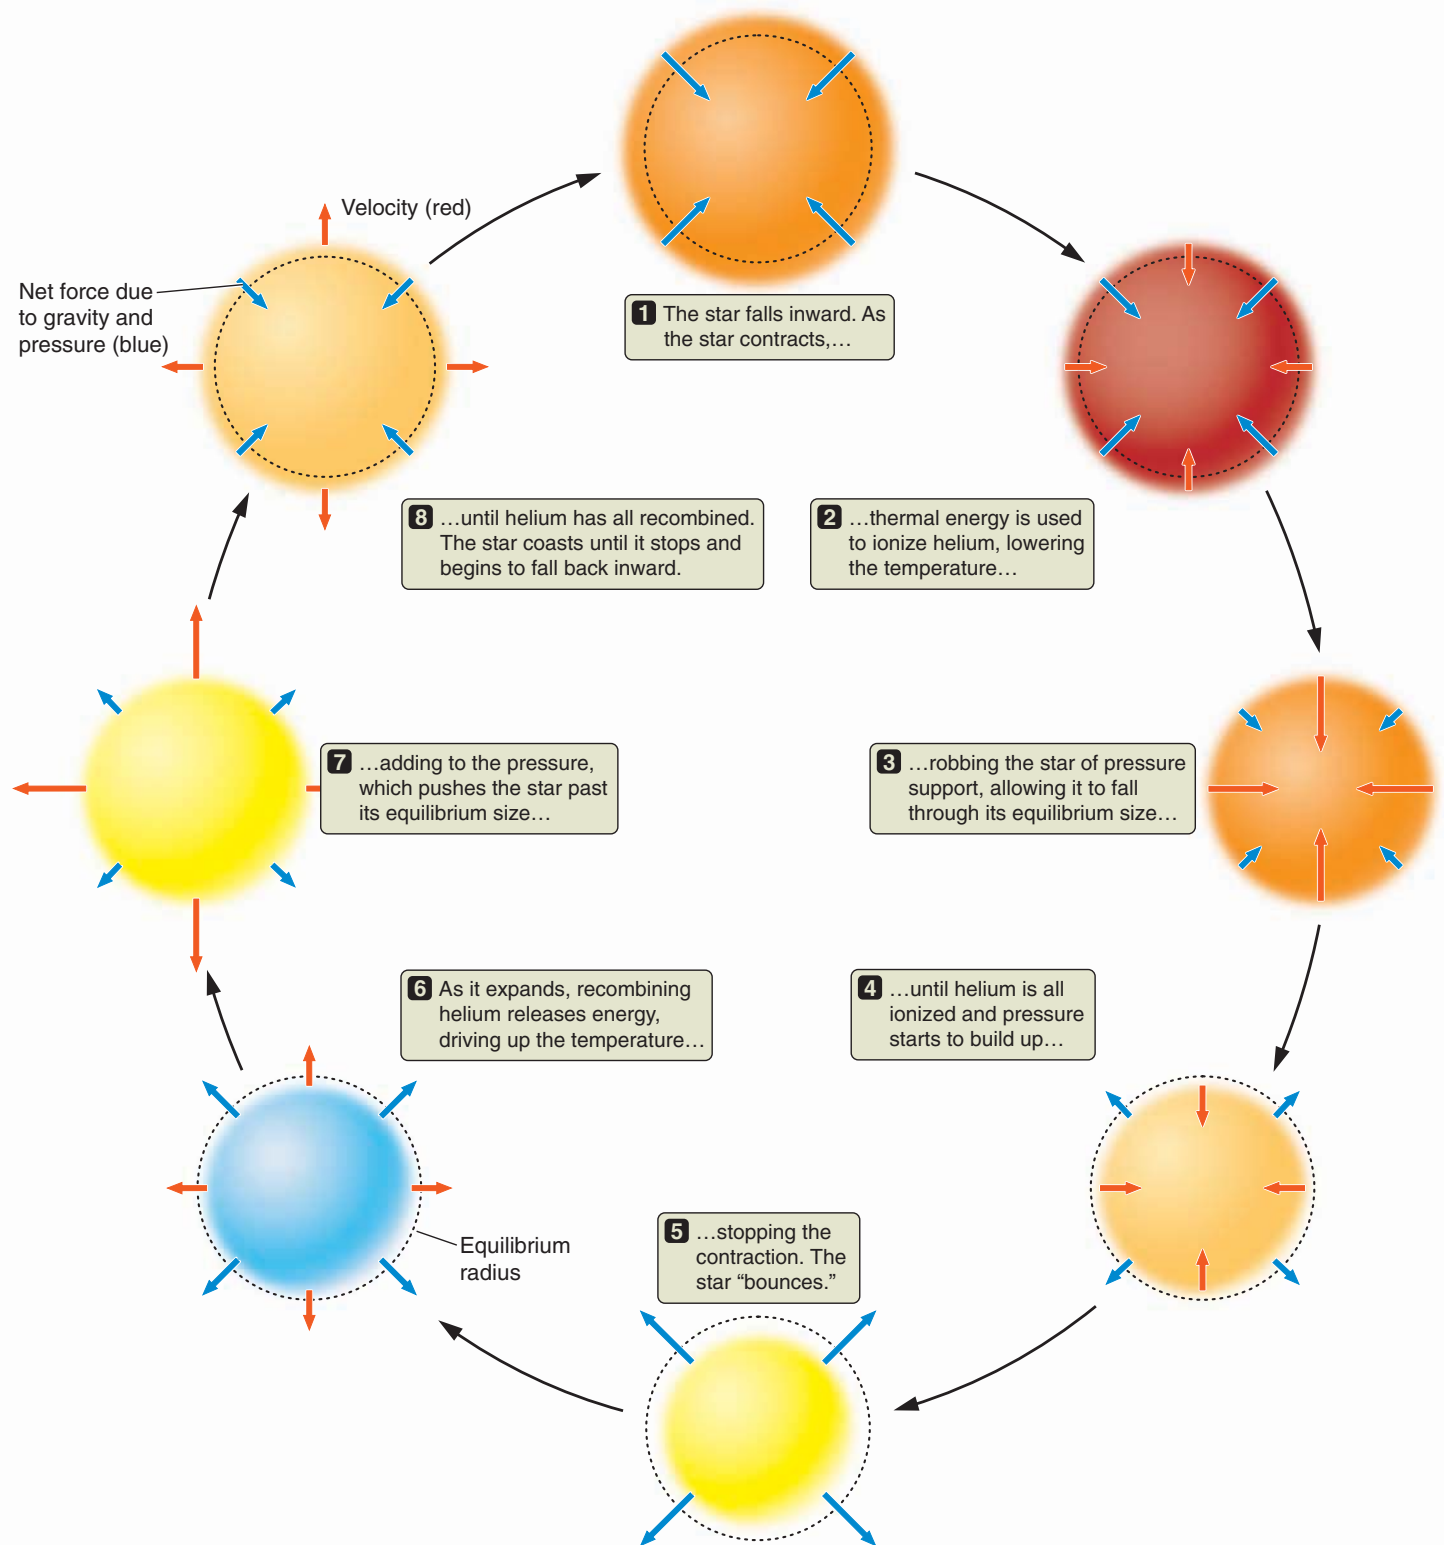 1 The star falls inward. As
the star contracts,…
2 …thermal energy is used
to ionize helium, lowering
the temperature…
3 …robbing the star of pressure
support, allowing it to fall
through its equilibrium size…
4 …until helium is all
ionized and pressure
starts to build up…
5 …stopping the
contraction. The
star “bounces.”
6 As it expands, recombining
helium releases energy,
driving up the temperature…
7 …adding to the pressure,
which pushes the star past
its equilibrium size…
8 …until helium has all recombined.
The star coasts until it stops and
begins to fall back inward.
Velocity (red)
Net force due
to gravity and
pressure (blue)
Equilibrium
radius